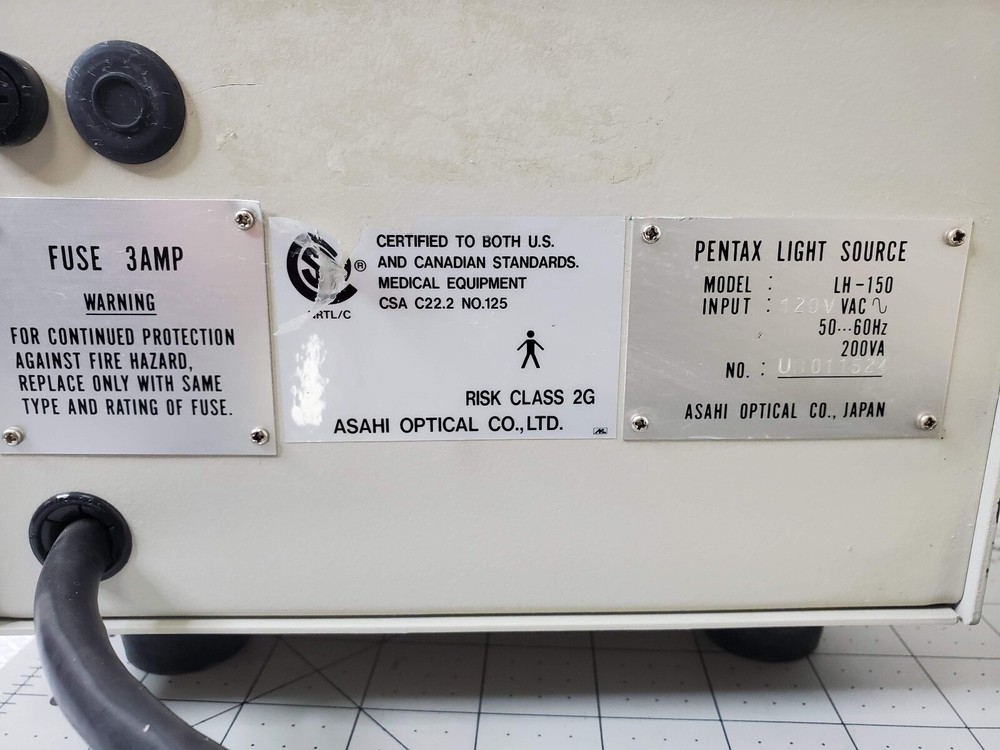 FUSE 3AMP
WARNING
FOR CONTINUED PROTECTION
AGAINST FIRE HAZARD,
REPLACE ONLY WITH SAME
TYPE AND RATING OF FUSE.
®
NRTL/C
CERTIFIED TO BOTH U.S.
AND CANADIAN STANDARDS.
MEDICAL EQUIPMENT
CSA C22.2 NO.125
RISK CLASS 2G
ASAHI OPTICAL CO.,LTD.
PENTAX LIGHT SOURCE
MODEL : LH-150
INPUT : 120V VAC ∿
50---60Hz
200VA
NO. :
ASAHI OPTICAL CO., JAPAN